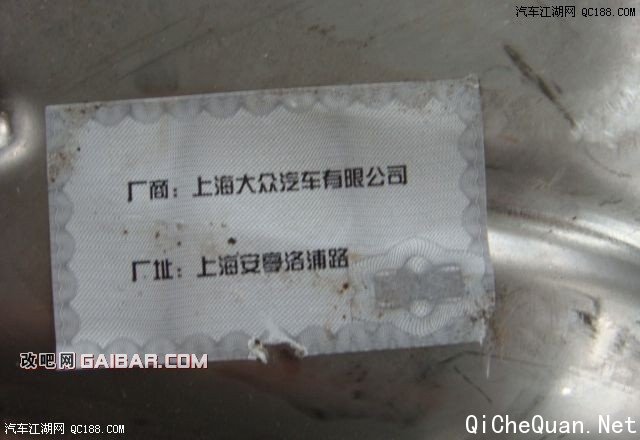 汽车江湖网 QC188.com
厂商：上海大众汽车有限公司
厂址：上海安亭洛浦路
改吧网 GAIBAR.COM
汽车江湖网 QC188.com
QiCheQuan.Net